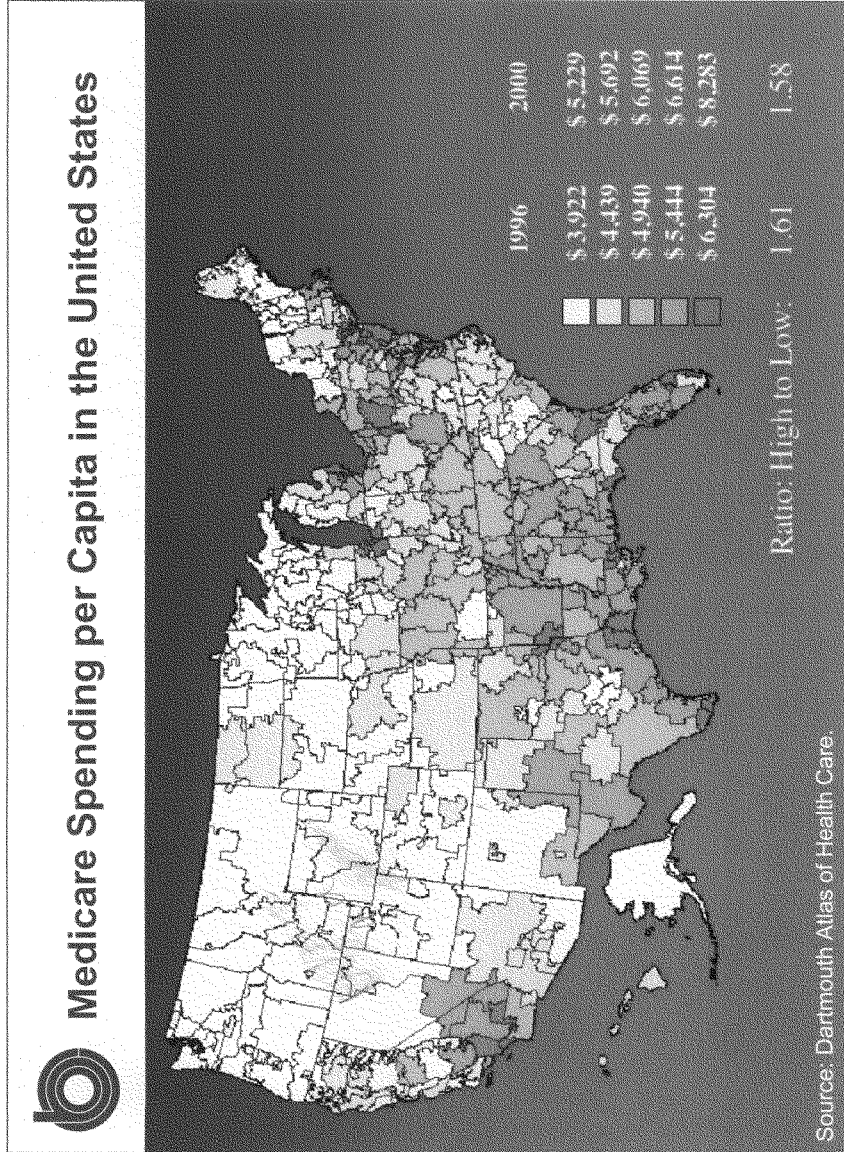 Medicare Spending per Capita in the United States
1996 2000
$ 3,922 $ 5,229
$ 4,439 $ 5,692
$ 4,940 $ 6,069
$ 5,444 $ 6,614
$ 6,304 $ 8,283
Ratio: High to Low: 1.61 1.58
Source: Dartmouth Atlas of Health Care.